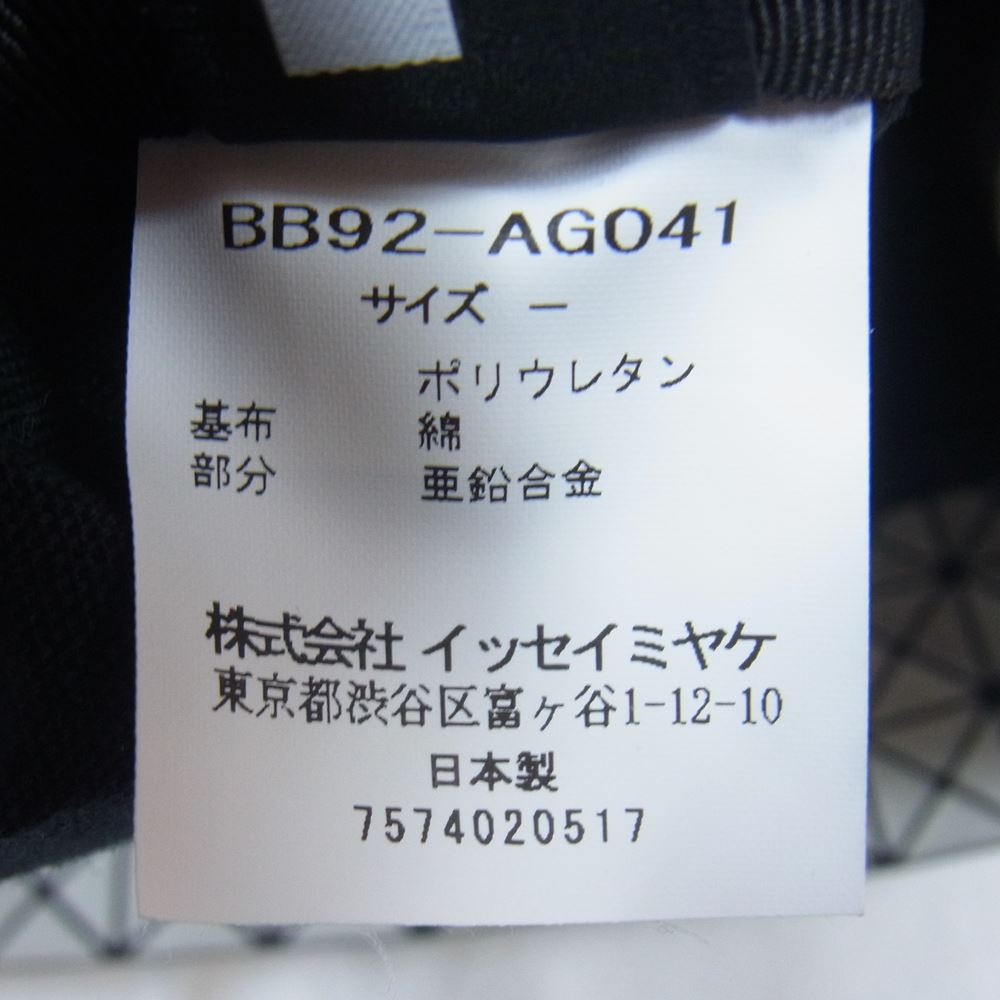 BB92-AG041
サイズ －
ポリウレタン
基布 綿
部分 亜鉛合金
株式会社 イッセイミヤケ
東京都渋谷区富ヶ谷1-12-10
日本製
7574020517